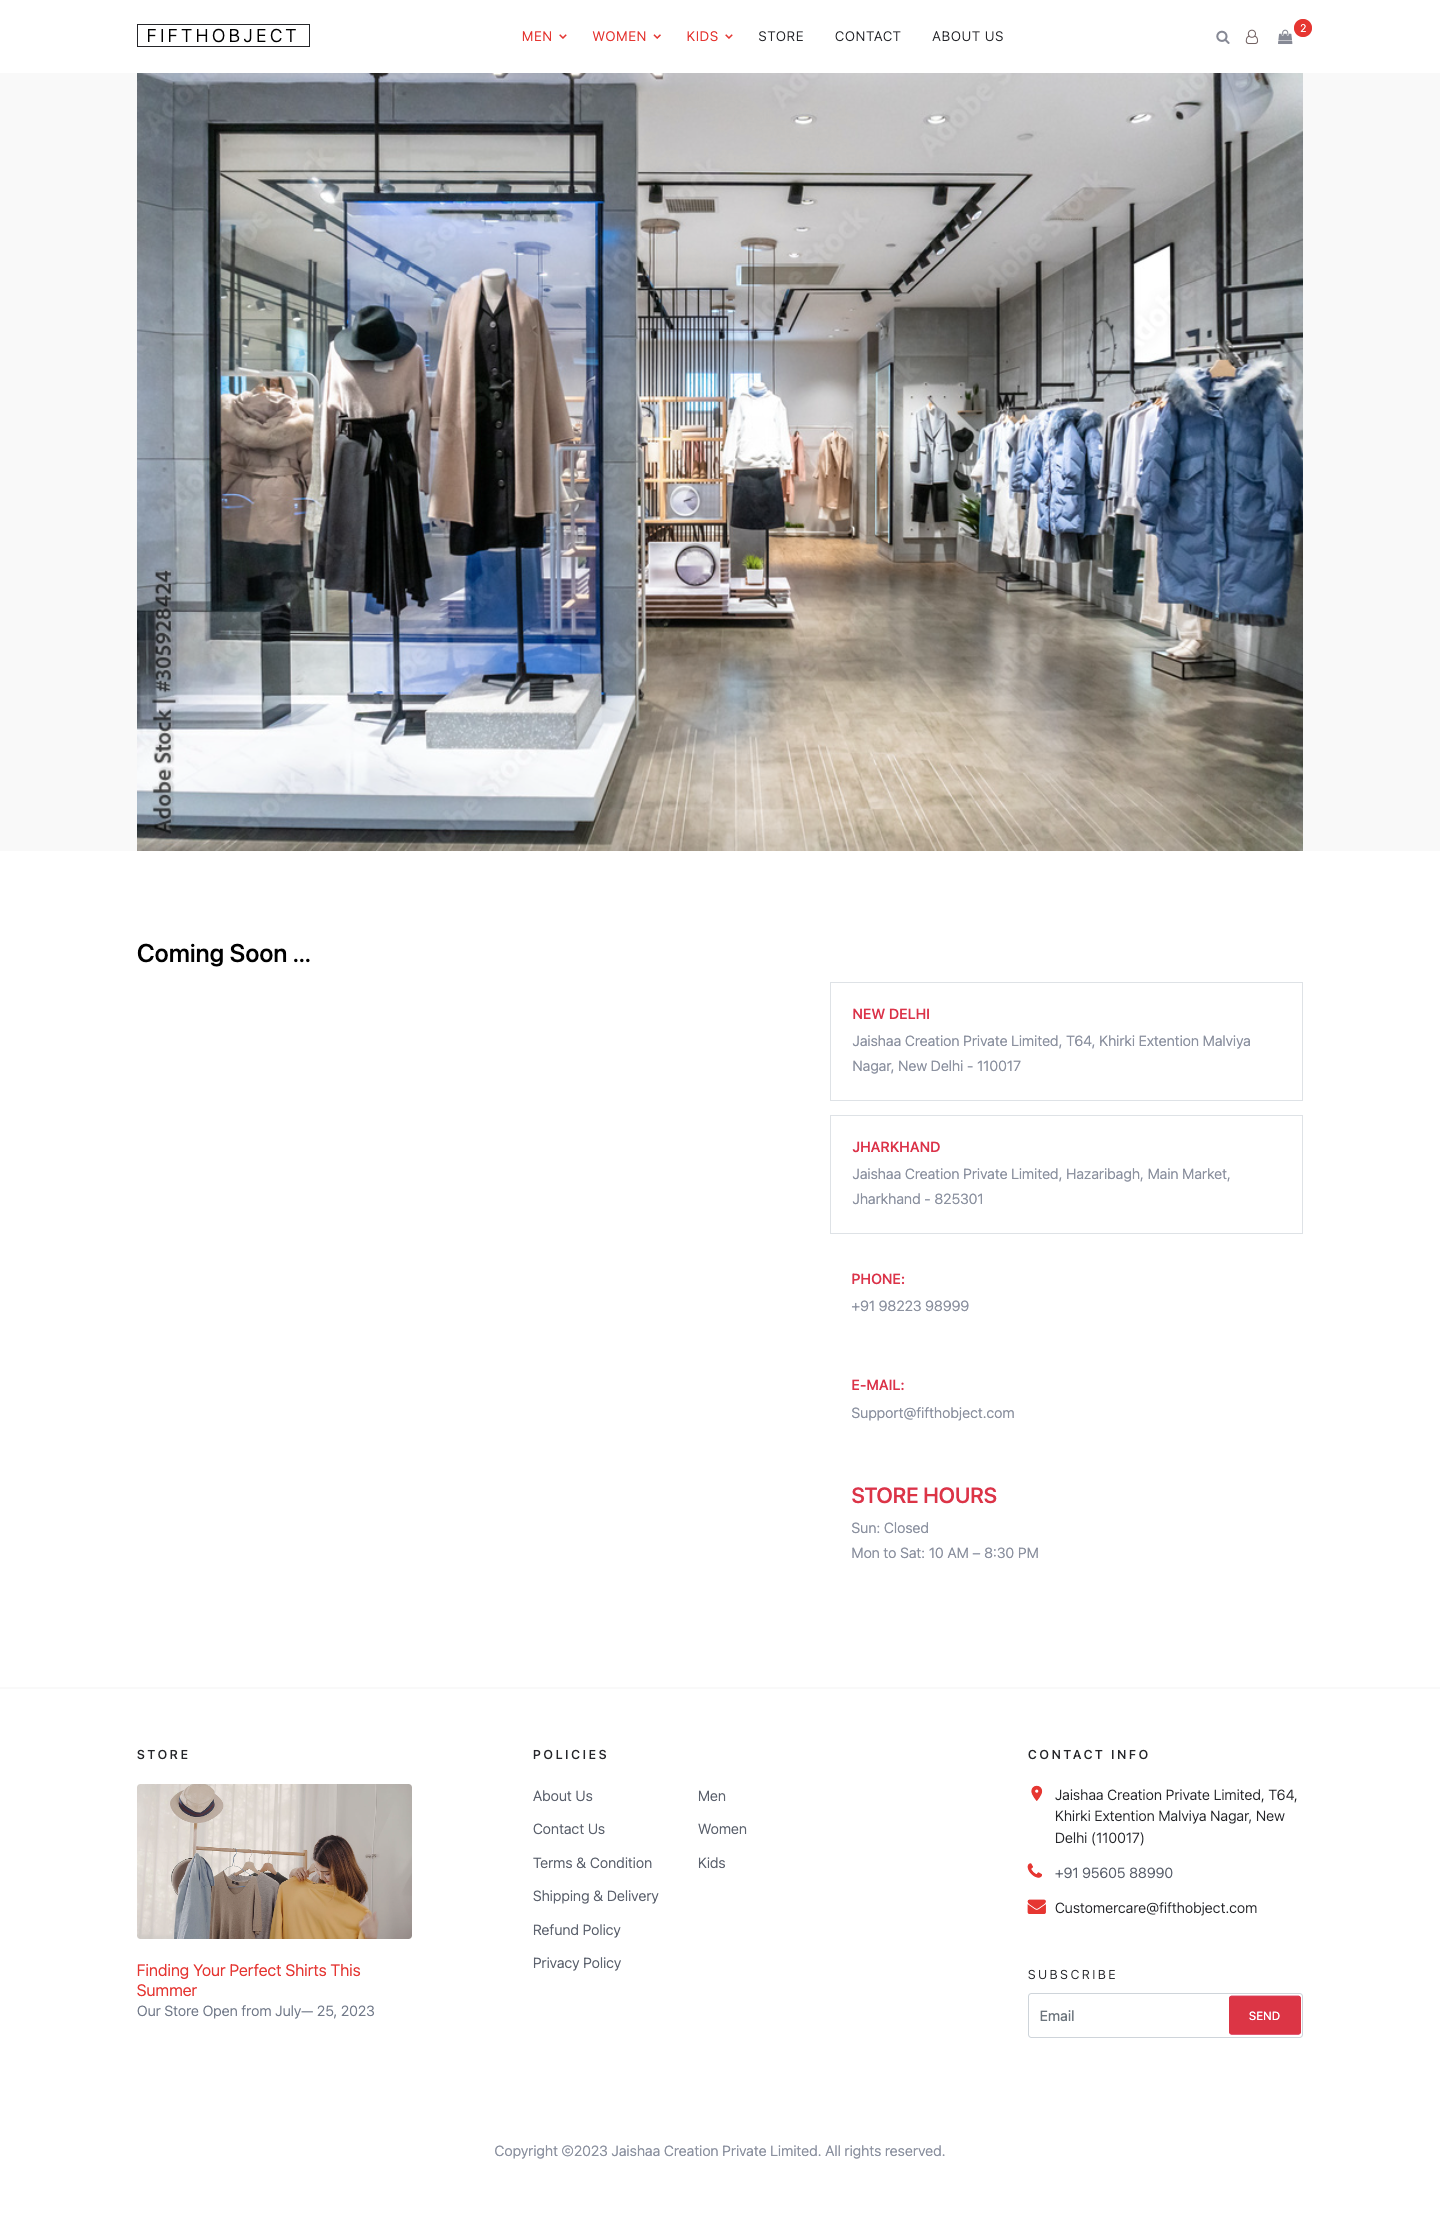 FIFTHOBJECT
MEN
WOMEN
KIDS
STORE
CONTACT
ABOUT US
2
Adobe Stock | #305928424
Coming Soon ...
NEW DELHI
Jaishaa Creation Private Limited, T64, Khirki Extention Malviya
Nagar, New Delhi - 110017
JHARKHAND
Jaishaa Creation Private Limited, Hazaribagh, Main Market,
Jharkhand - 825301
PHONE:
+91 98223 98999
E-MAIL:
Support@fifthobject.com
STORE HOURS
Sun: Closed
Mon to Sat: 10 AM – 8:30 PM
STORE
Finding Your Perfect Shirts This
Summer
Our Store Open from July— 25, 2023
POLICIES
About Us
Contact Us
Terms & Condition
Shipping & Delivery
Refund Policy
Privacy Policy
Men
Women
Kids
CONTACT INFO
Jaishaa Creation Private Limited, T64,
Khirki Extention Malviya Nagar, New
Delhi (110017)
+91 95605 88990
Customercare@fifthobject.com
SUBSCRIBE
Email
SEND
Copyright ©2023 Jaishaa Creation Private Limited. All rights reserved.